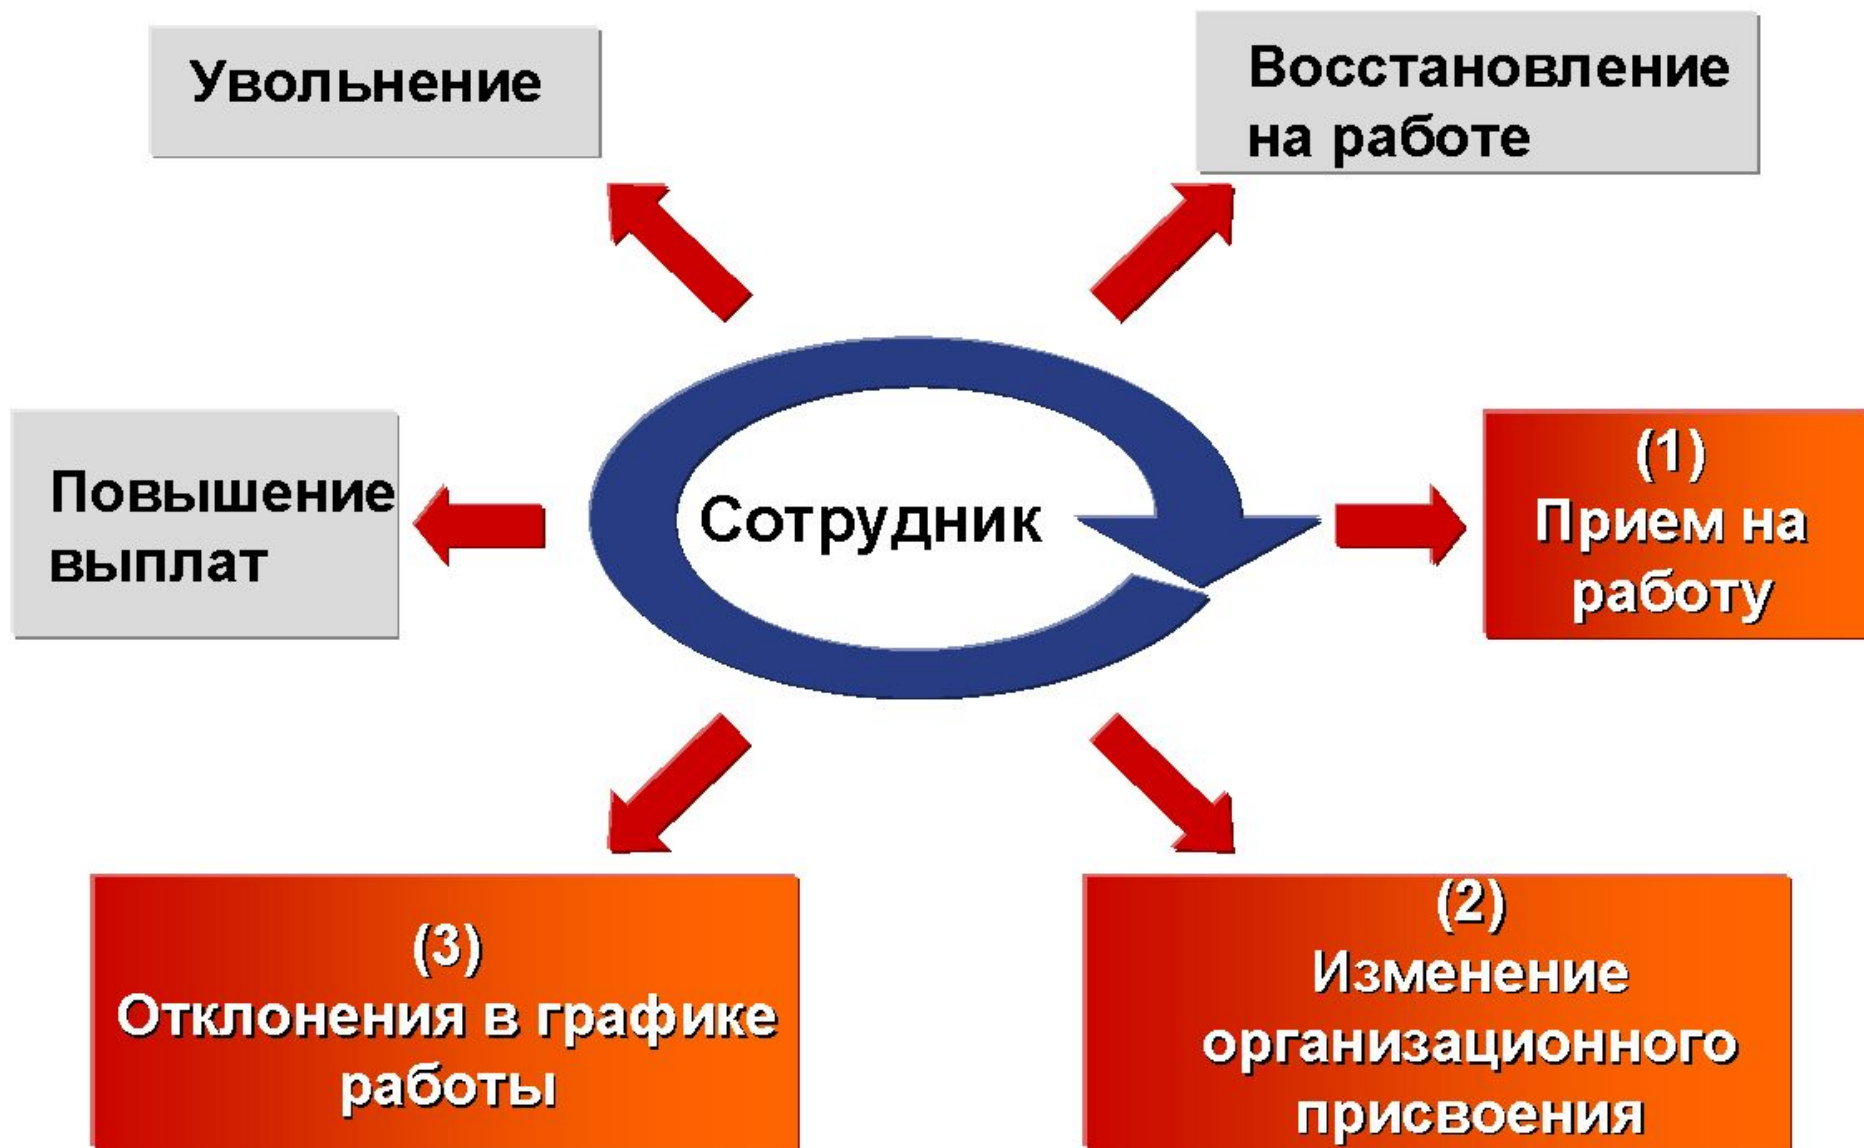 Увольнение
Восстановление
на работе
Повышение
выплат
Сотрудник
(1)
Прием на
работу
(3)
Отклонения в графике
работы
(2)
Изменение
организационного
присвоения